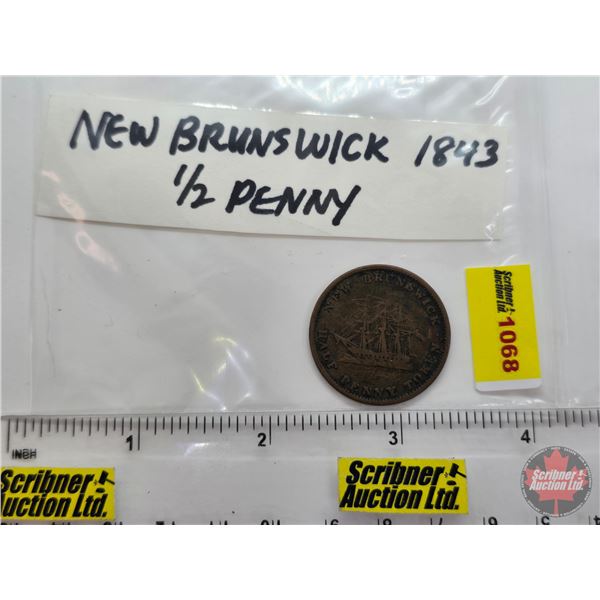 NEW BRUNSWICK 1843
1/2 PENNY
NEW BRUNSWICK
HALF PENNY TOKEN
Scribner
Auction Ltd.
1068
INCH
1 2 3 4
Scribner
Auction Ltd.
Scribner
Auction Ltd.
Scribner
Auction Ltd.